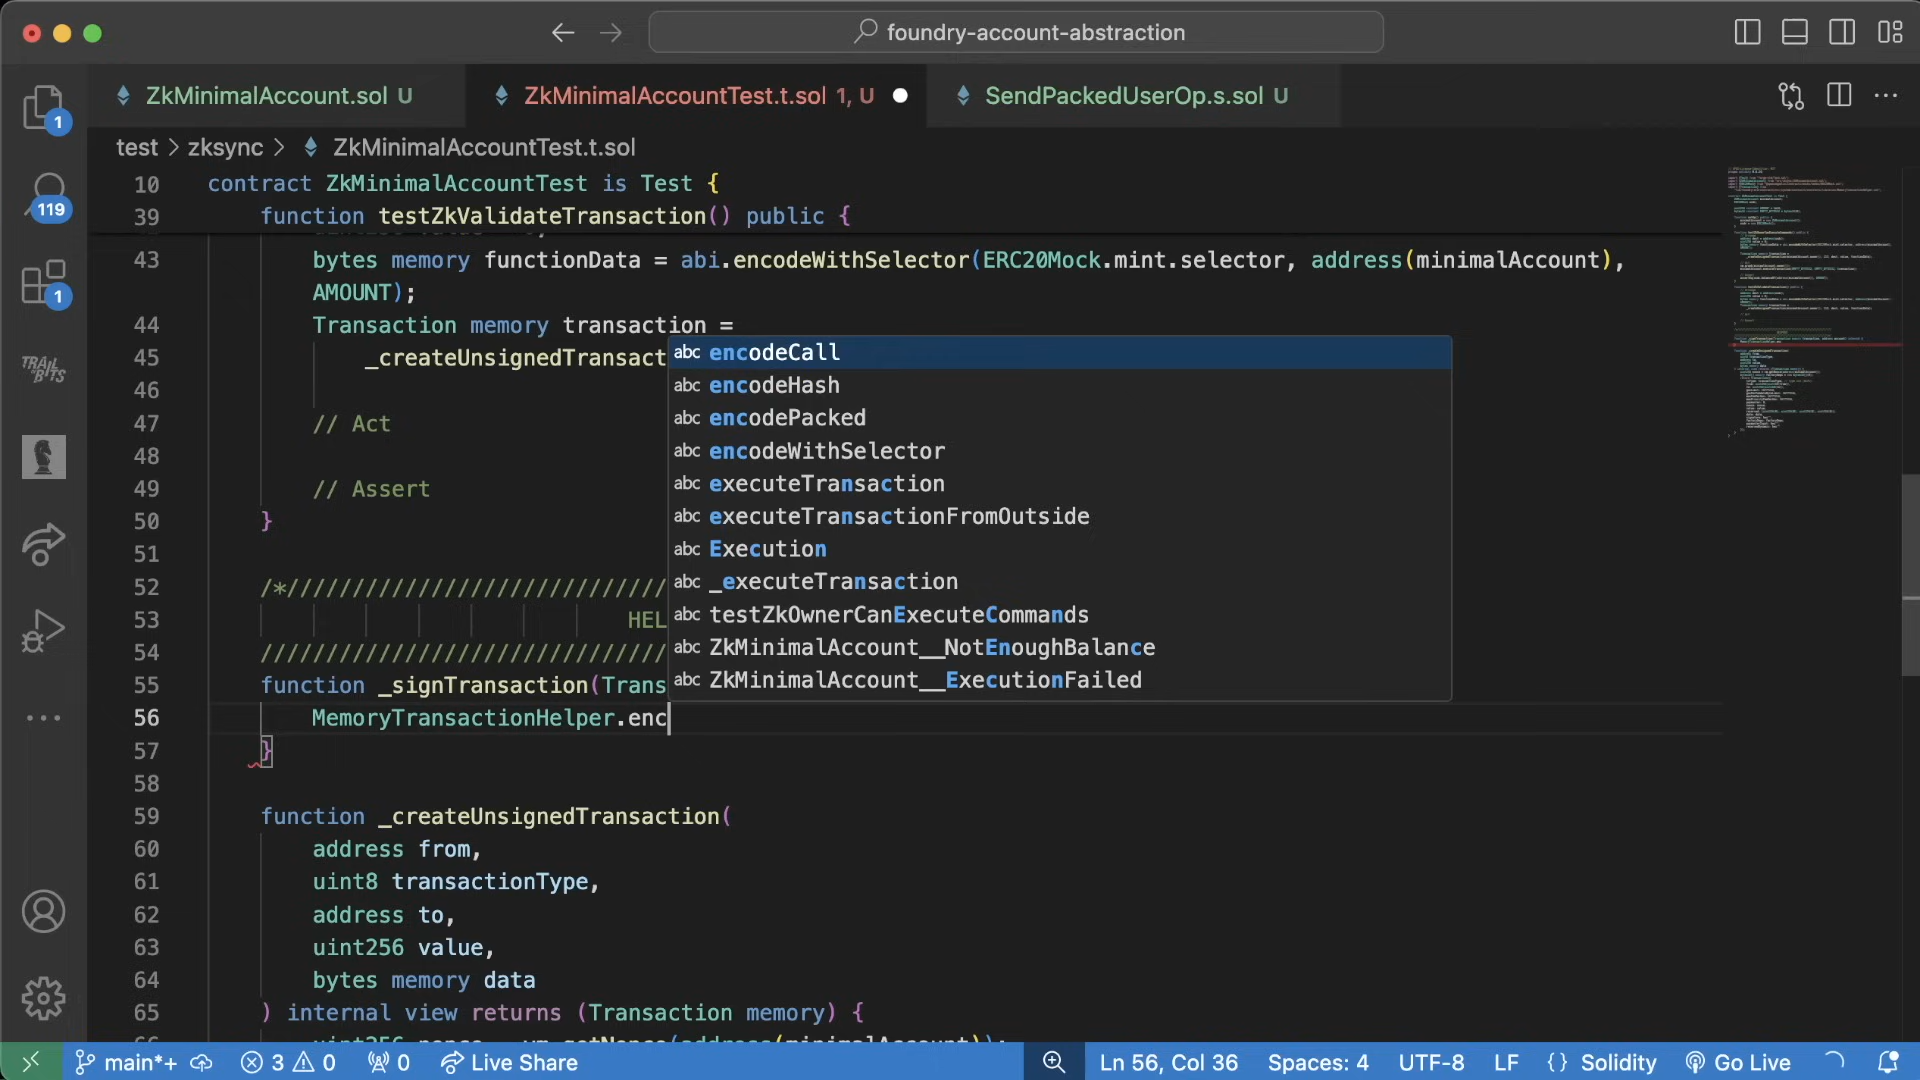 foundry-account-abstraction
ZkMinimalAccount.sol U
ZkMinimalAccountTest.t.sol 1, U
SendPackedUserOp.s.sol U
test > zksync > ZkMinimalAccountTest.t.sol
1
119
1
TRAIL OF BITS
10 contract ZkMinimalAccountTest is Test {
39 function testZkValidateTransaction() public {
43 bytes memory functionData = abi.encodeWithSelector(ERC20Mock.mint.selector, address(minimalAccount),
AMOUNT);
44 Transaction memory transaction =
45 _createUnsignedTransact
46
47 // Act
48
49 // Assert
50 }
51
52 /*/////////////////////////////
53 HEL
54 ///////////////////////////////
55 function _signTransaction(Trans
56 MemoryTransactionHelper.enc
57 }
58
59 function _createUnsignedTransaction(
60 address from,
61 uint8 transactionType,
62 address to,
63 uint256 value,
64 bytes memory data
65 ) internal view returns (Transaction memory) {
abc encodeCall
abc encodeHash
abc encodePacked
abc encodeWithSelector
abc executeTransaction
abc executeTransactionFromOutside
abc Execution
abc _executeTransaction
abc testZkOwnerCanExecuteCommands
abc ZkMinimalAccount__NotEnoughBalance
abc ZkMinimalAccount__ExecutionFailed
main*+ 3 0 0 Live Share Ln 56, Col 36 Spaces: 4 UTF-8 LF {} Solidity Go Live